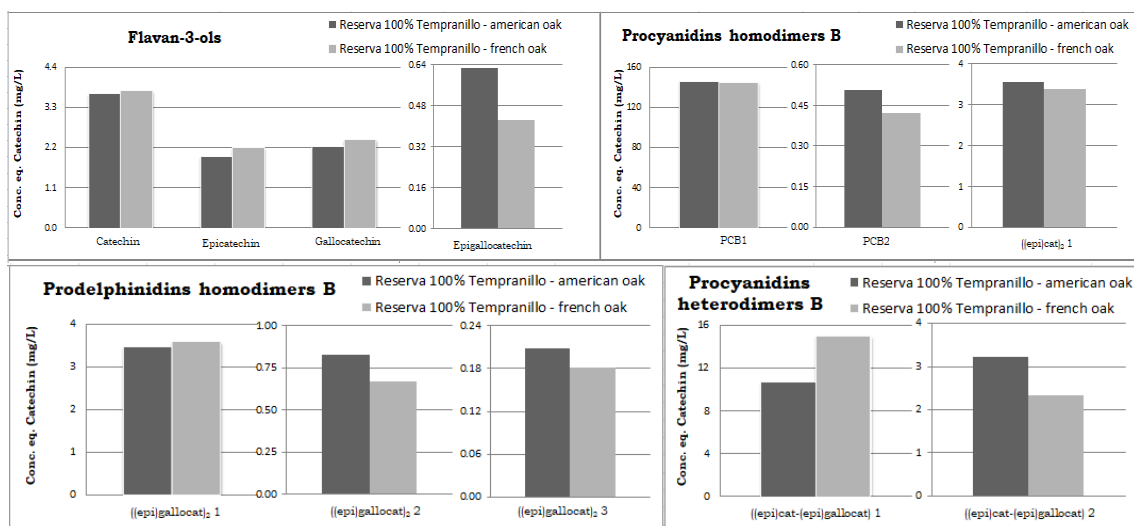 Flavan-3-ols
Reserva 100% Tempranillo - american oak
Reserva 100% Tempranillo - french oak
Conc. eq. Catechin (mg/L)
4.4
3.3
2.2
1.1
0.0
Catechin
Epicatechin
Gallocatechin
0.64
0.48
0.32
0.16
0.00
Epigallocatechin
Procyanidins homodimers B
Reserva 100% Tempranillo - american oak
Reserva 100% Tempranillo - french oak
Conc. eq. Catechin (mg/L)
160
120
80
40
0
PCB1
0.60
0.45
0.30
0.15
0.00
PCB2
4
3
2
1
0
((epi)cat)₂ 1
Prodelphinidins homodimers B
Reserva 100% Tempranillo - american oak
Reserva 100% Tempranillo - french oak
Conc. eq. Catechin (mg/L)
4
3
2
1
0
((epi)gallocat)₂ 1
1.00
0.75
0.50
0.25
0.00
((epi)gallocat)₂ 2
0.24
0.18
0.12
0.06
0.00
((epi)gallocat)₂ 3
Procyanidins
heterodimers B
Reserva 100% Tempranillo - american oak
Reserva 100% Tempranillo - french oak
Conc. eq. Catechin (mg/L)
16
12
8
4
0
((epi)cat-(epi)gallocat) 1
4
3
2
1
0
((epi)cat-(epi)gallocat) 2